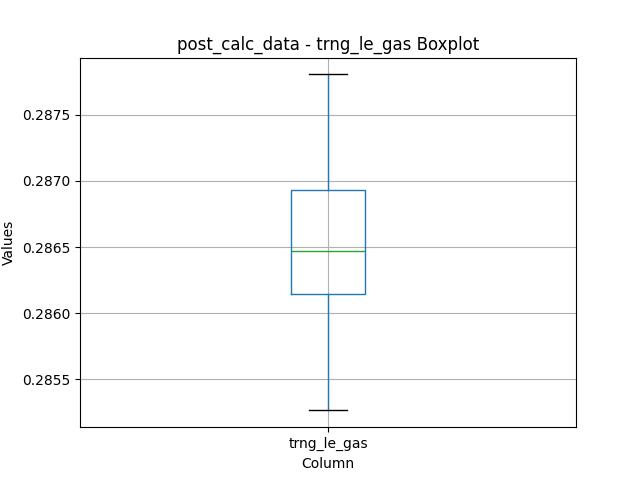 post_calc_data - trng_le_gas Boxplot
0.2875
0.2870
0.2865
0.2860
0.2855
Values
trng_le_gas
Column